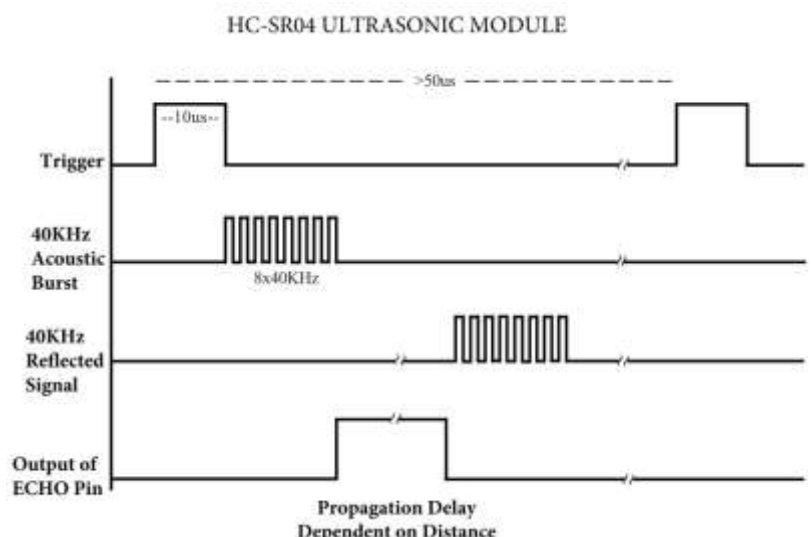 HC-SR04 ULTRASONIC MODULE
>50us
--10us--
Trigger
40KHz
Acoustic
Burst
8x40KHz
40KHz
Reflected
Signal
Output of
ECHO Pin
Propagation Delay
Dependent on Distance